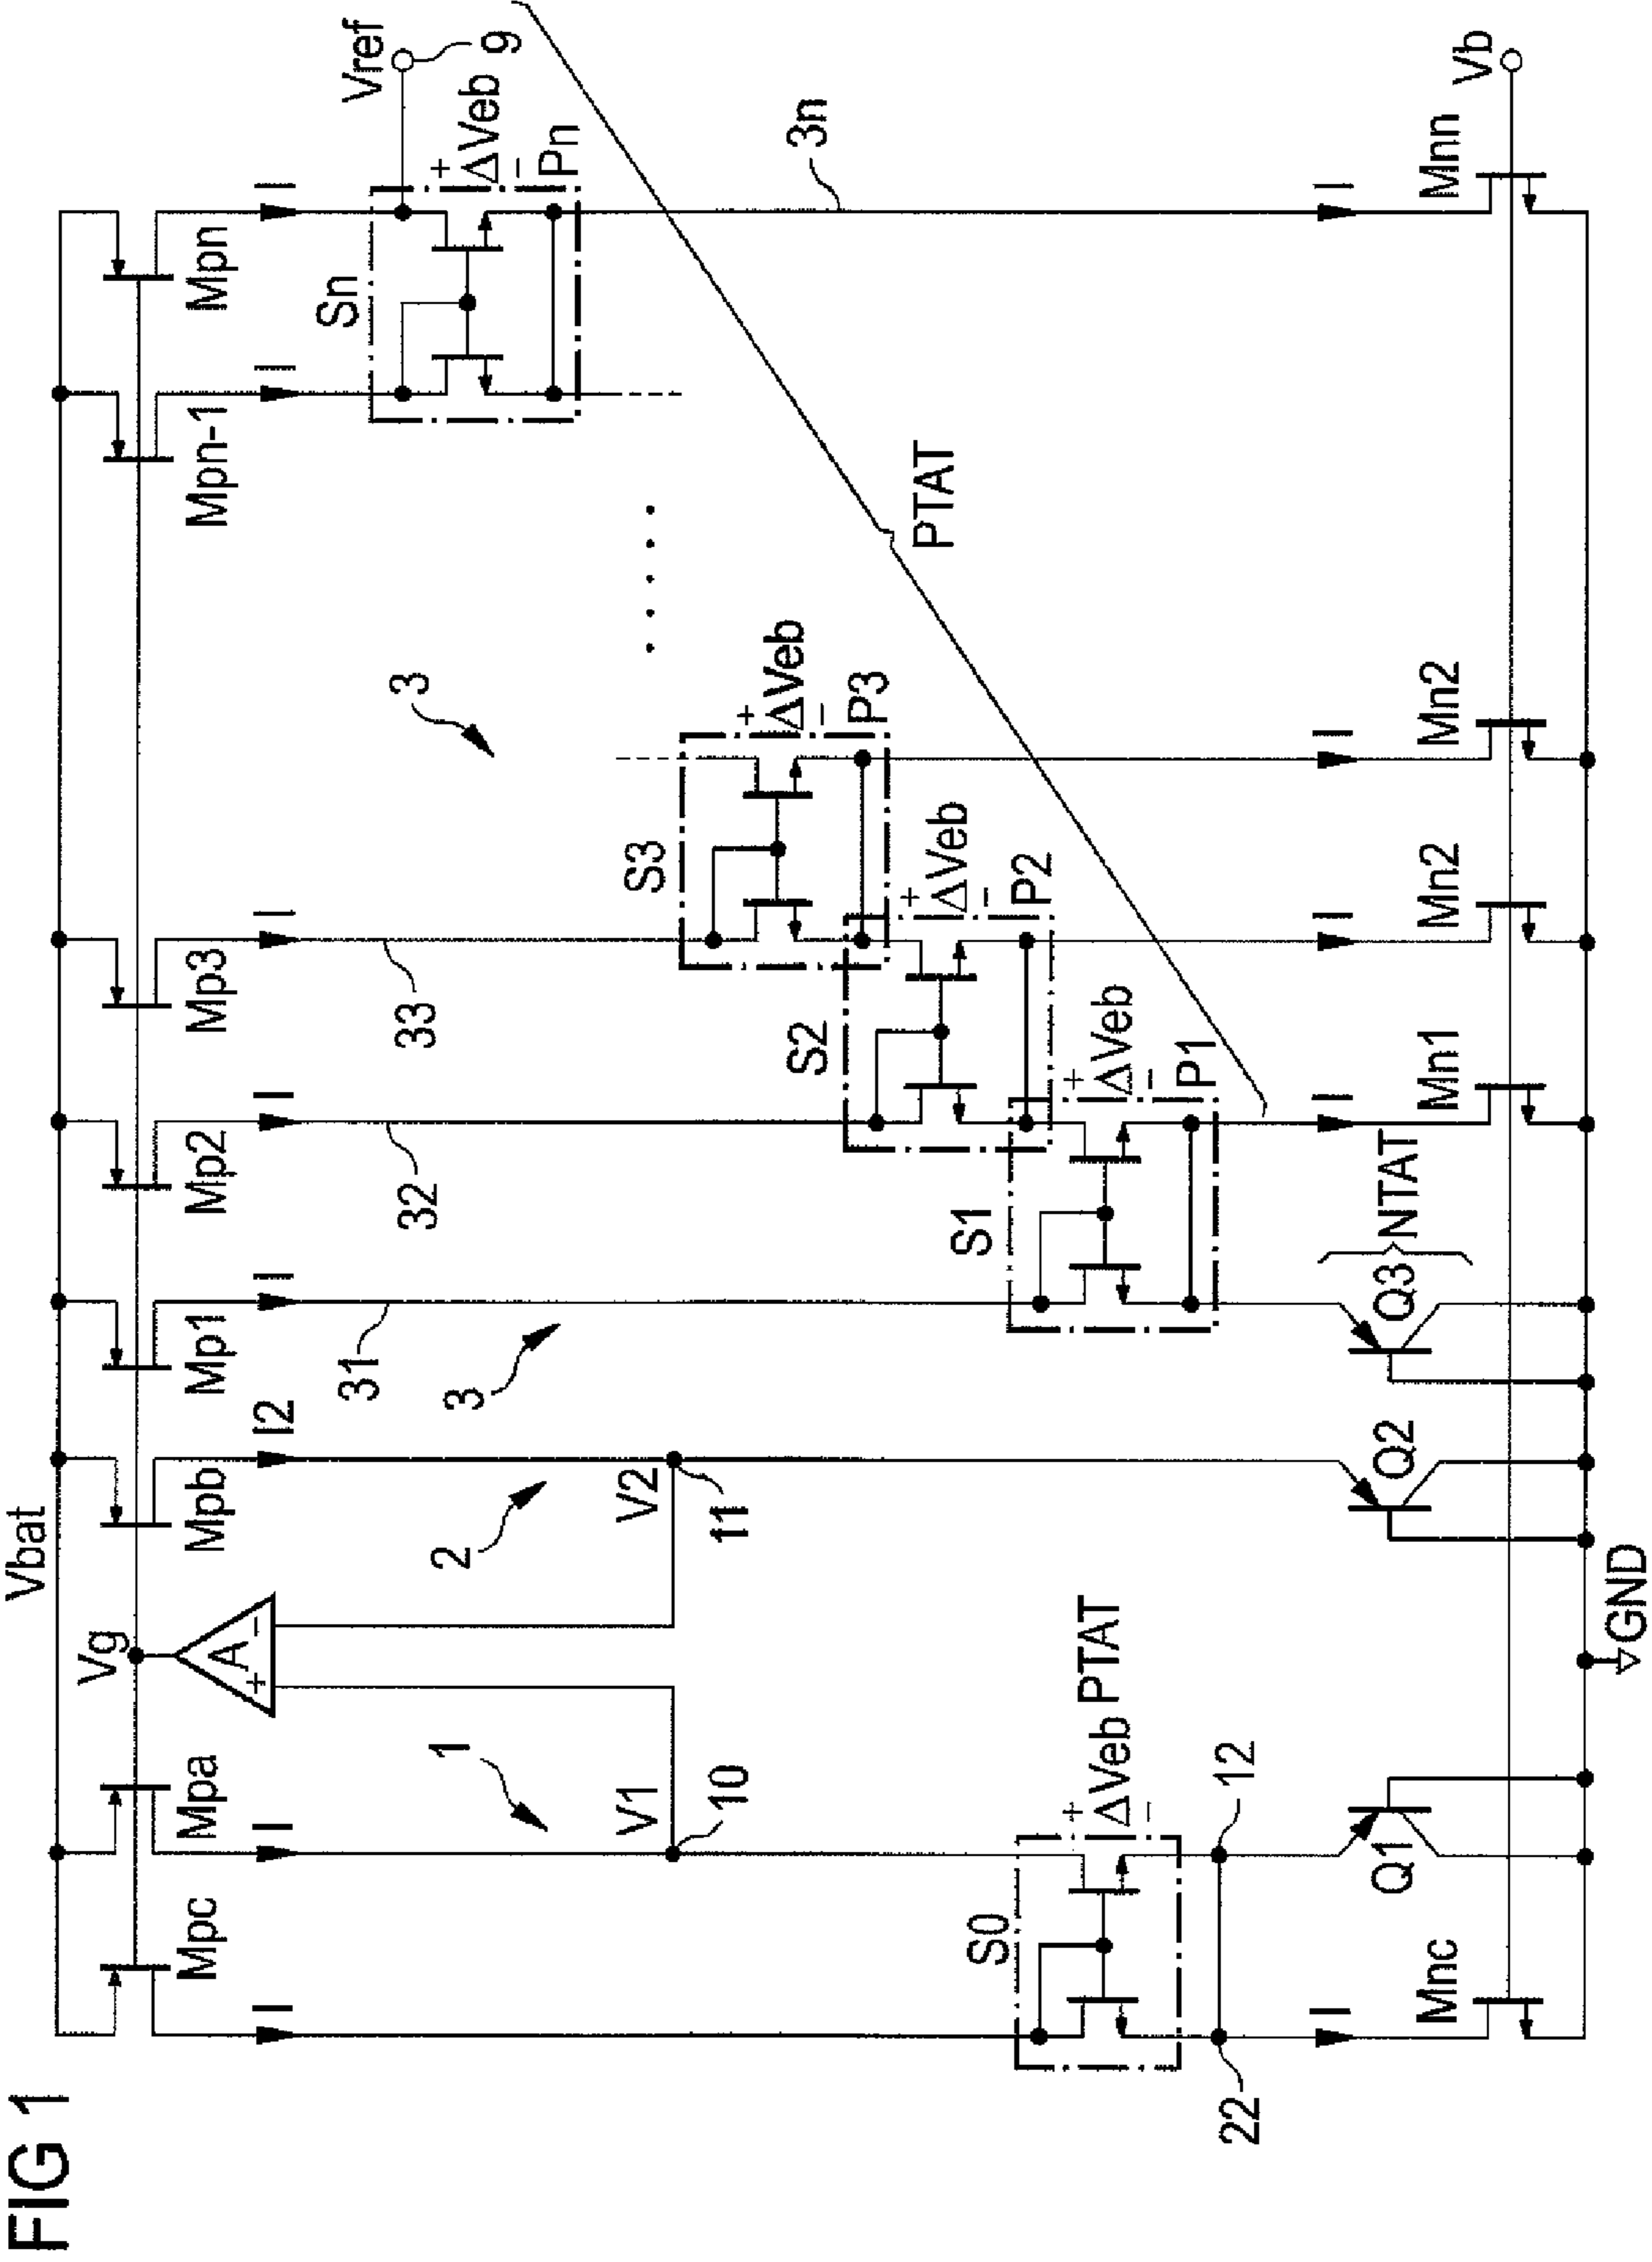 FIG 1
Vbat
Vg
Mpc
Mpa
A
+
−
Mpb
Mp1
Mp2
Mp3
Mpn-1
Mpn
I
I
I2
I
I
I
I
I
Vref
9
1
V1
10
V2
11
2
3
31
32
33
3
Sn
+
ΔVeb
−
Pn
3n
. . . . .
S3
+
ΔVeb
−
P3
S2
+
ΔVeb
−
P2
S1
+
ΔVeb
−
P1
PTAT
S0
+
ΔVeb
−
PTAT
22
12
I
I
I
I
I
Mnc
Q1
Q2
Q3
NTAT
Mn1
Mn2
Mn2
Mnn
Vb
GND